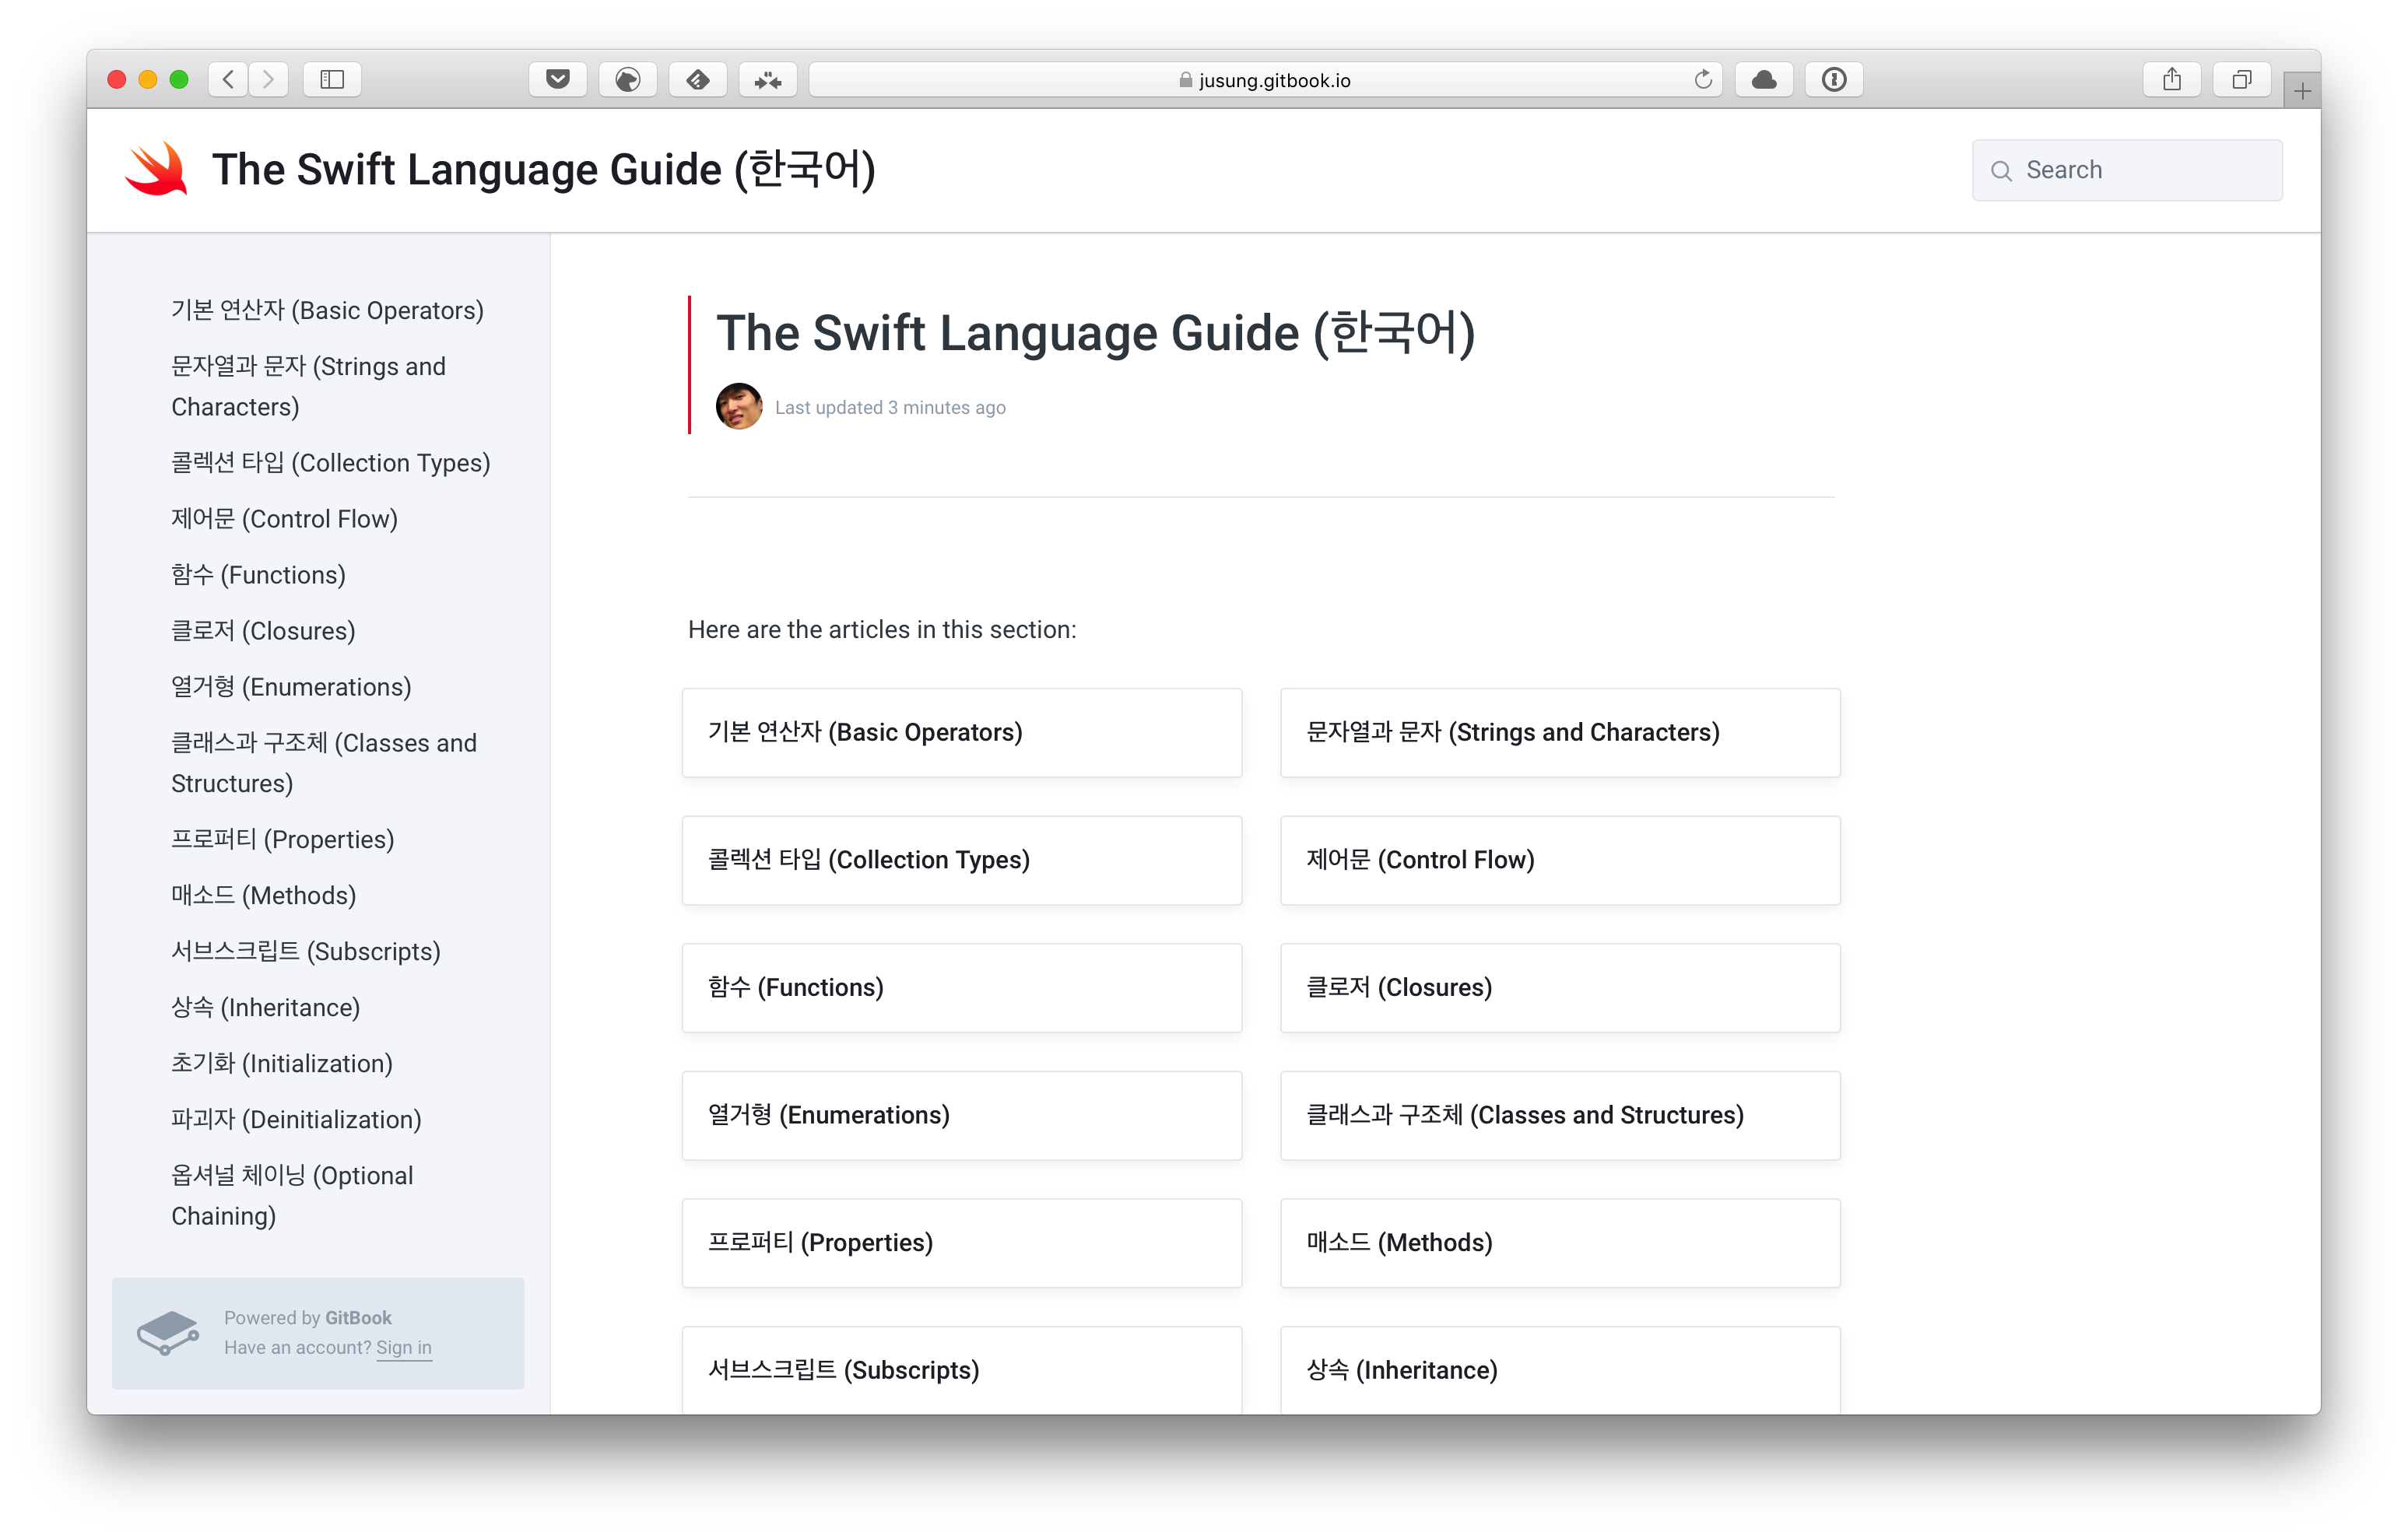 jusung.gitbook.io
The Swift Language Guide (한국어)
Search
기본 연산자 (Basic Operators)
문자열과 문자 (Strings and
Characters)
콜렉션 타입 (Collection Types)
제어문 (Control Flow)
함수 (Functions)
클로저 (Closures)
열거형 (Enumerations)
클래스과 구조체 (Classes and
Structures)
프로퍼티 (Properties)
매소드 (Methods)
서브스크립트 (Subscripts)
상속 (Inheritance)
초기화 (Initialization)
파괴자 (Deinitialization)
옵셔널 체이닝 (Optional
Chaining)
Powered by GitBook
Have an account? Sign in
The Swift Language Guide (한국어)
Last updated 3 minutes ago
Here are the articles in this section:
기본 연산자 (Basic Operators)
문자열과 문자 (Strings and Characters)
콜렉션 타입 (Collection Types)
제어문 (Control Flow)
함수 (Functions)
클로저 (Closures)
열거형 (Enumerations)
클래스과 구조체 (Classes and Structures)
프로퍼티 (Properties)
매소드 (Methods)
서브스크립트 (Subscripts)
상속 (Inheritance)